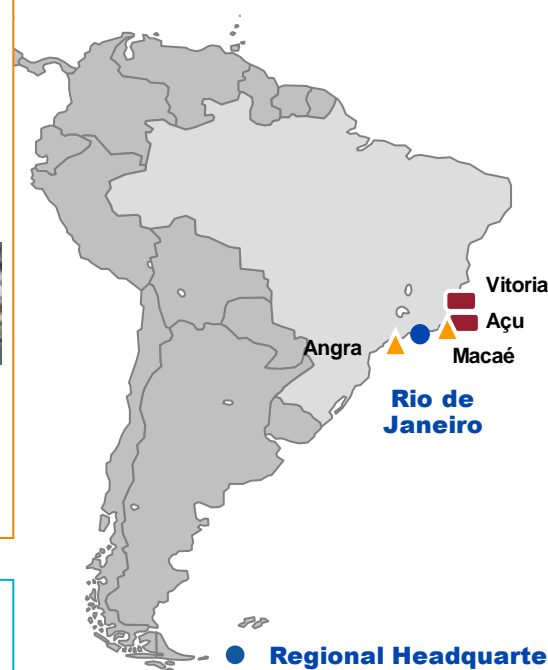 Vitoria
Açu
Angra
Macaé
Rio de
Janeiro
Regional Headquarte